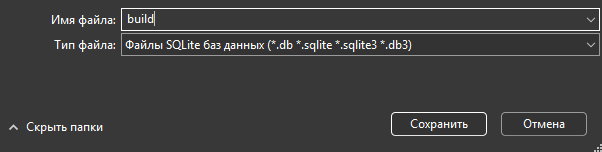 Имя файла: build
Тип файла: Файлы SQLite баз данных (*.db *.sqlite *.sqlite3 *.db3)
Скрыть папки Сохранить Отмена